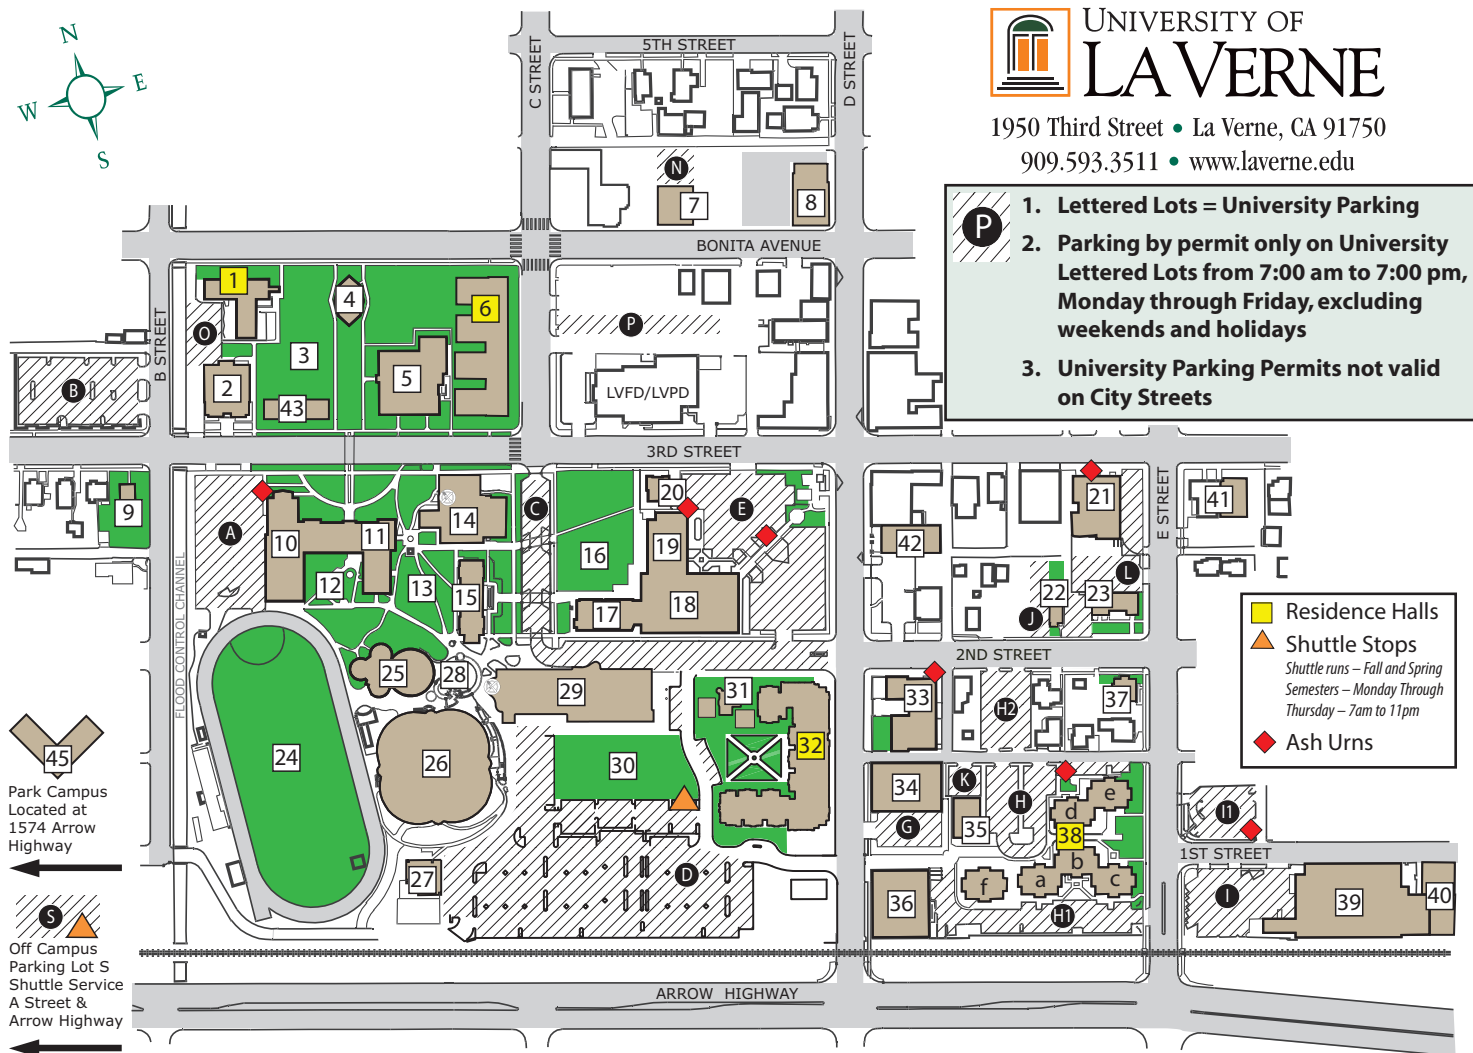 UNIVERSITY OF
LA VERNE
1950 Third Street • La Verne, CA 91750
909.593.3511 • www.laverne.edu
P
1. Lettered Lots = University Parking
2. Parking by permit only on University
Lettered Lots from 7:00 am to 7:00 pm,
Monday through Friday, excluding
weekends and holidays
3. University Parking Permits not valid
on City Streets
N
W
E
S
5TH STREET
C STREET
D STREET
N
7
8
BONITA AVENUE
B STREET
1
4
6
O
3
P
5
2
43
B
LVFD/LVPD
3RD STREET
E STREET
9
A
10
11
14
C
20
E
21
41
16
19
42
12
13
15
17
18
22
23
L
J
FLOOD CONTROL CHANNEL
2ND STREET
25
28
29
31
33
H2
37
32
24
26
30
34
K
H
d
e
G
35
38
I1
1ST STREET
27
D
36
f
a
b
c
H1
I
39
40
ARROW HIGHWAY
45
Park Campus
Located at
1574 Arrow
Highway
S
Off Campus
Parking Lot S
Shuttle Service
A Street &
Arrow Highway
Residence Halls
Shuttle Stops
Shuttle runs – Fall and Spring
Semesters – Monday Through
Thursday – 7am to 11pm
Ash Urns